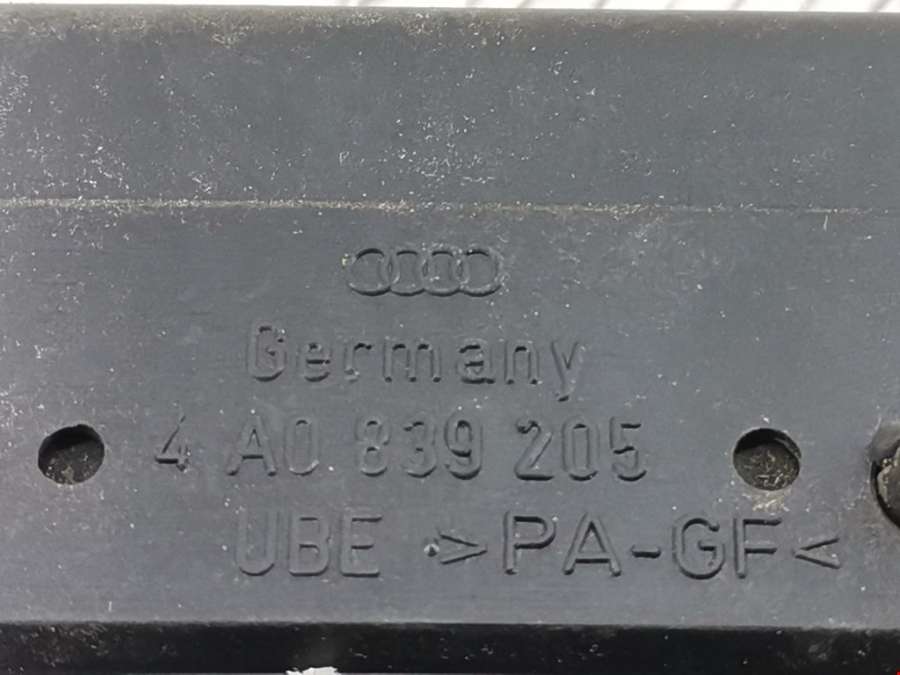 Germany
4 A0 839 205
UBE >PA-GF<